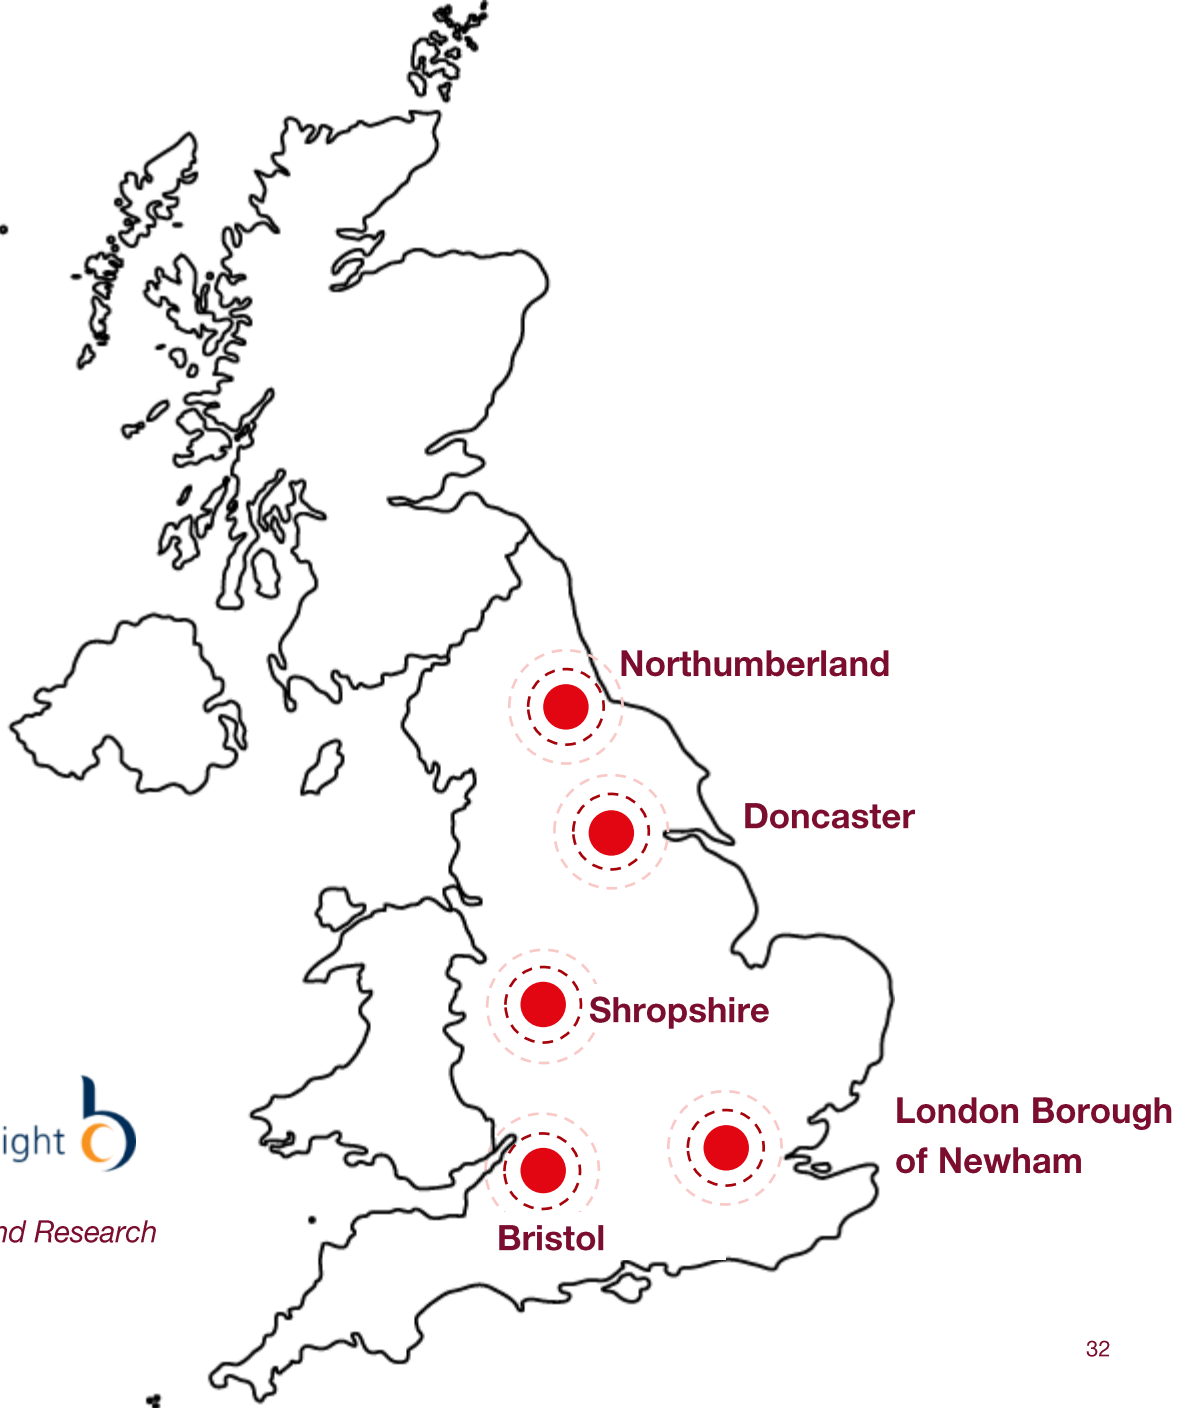 Northumberland
Doncaster
Shropshire
London Borough
of Newham
ight
nd Research
Bristol
32